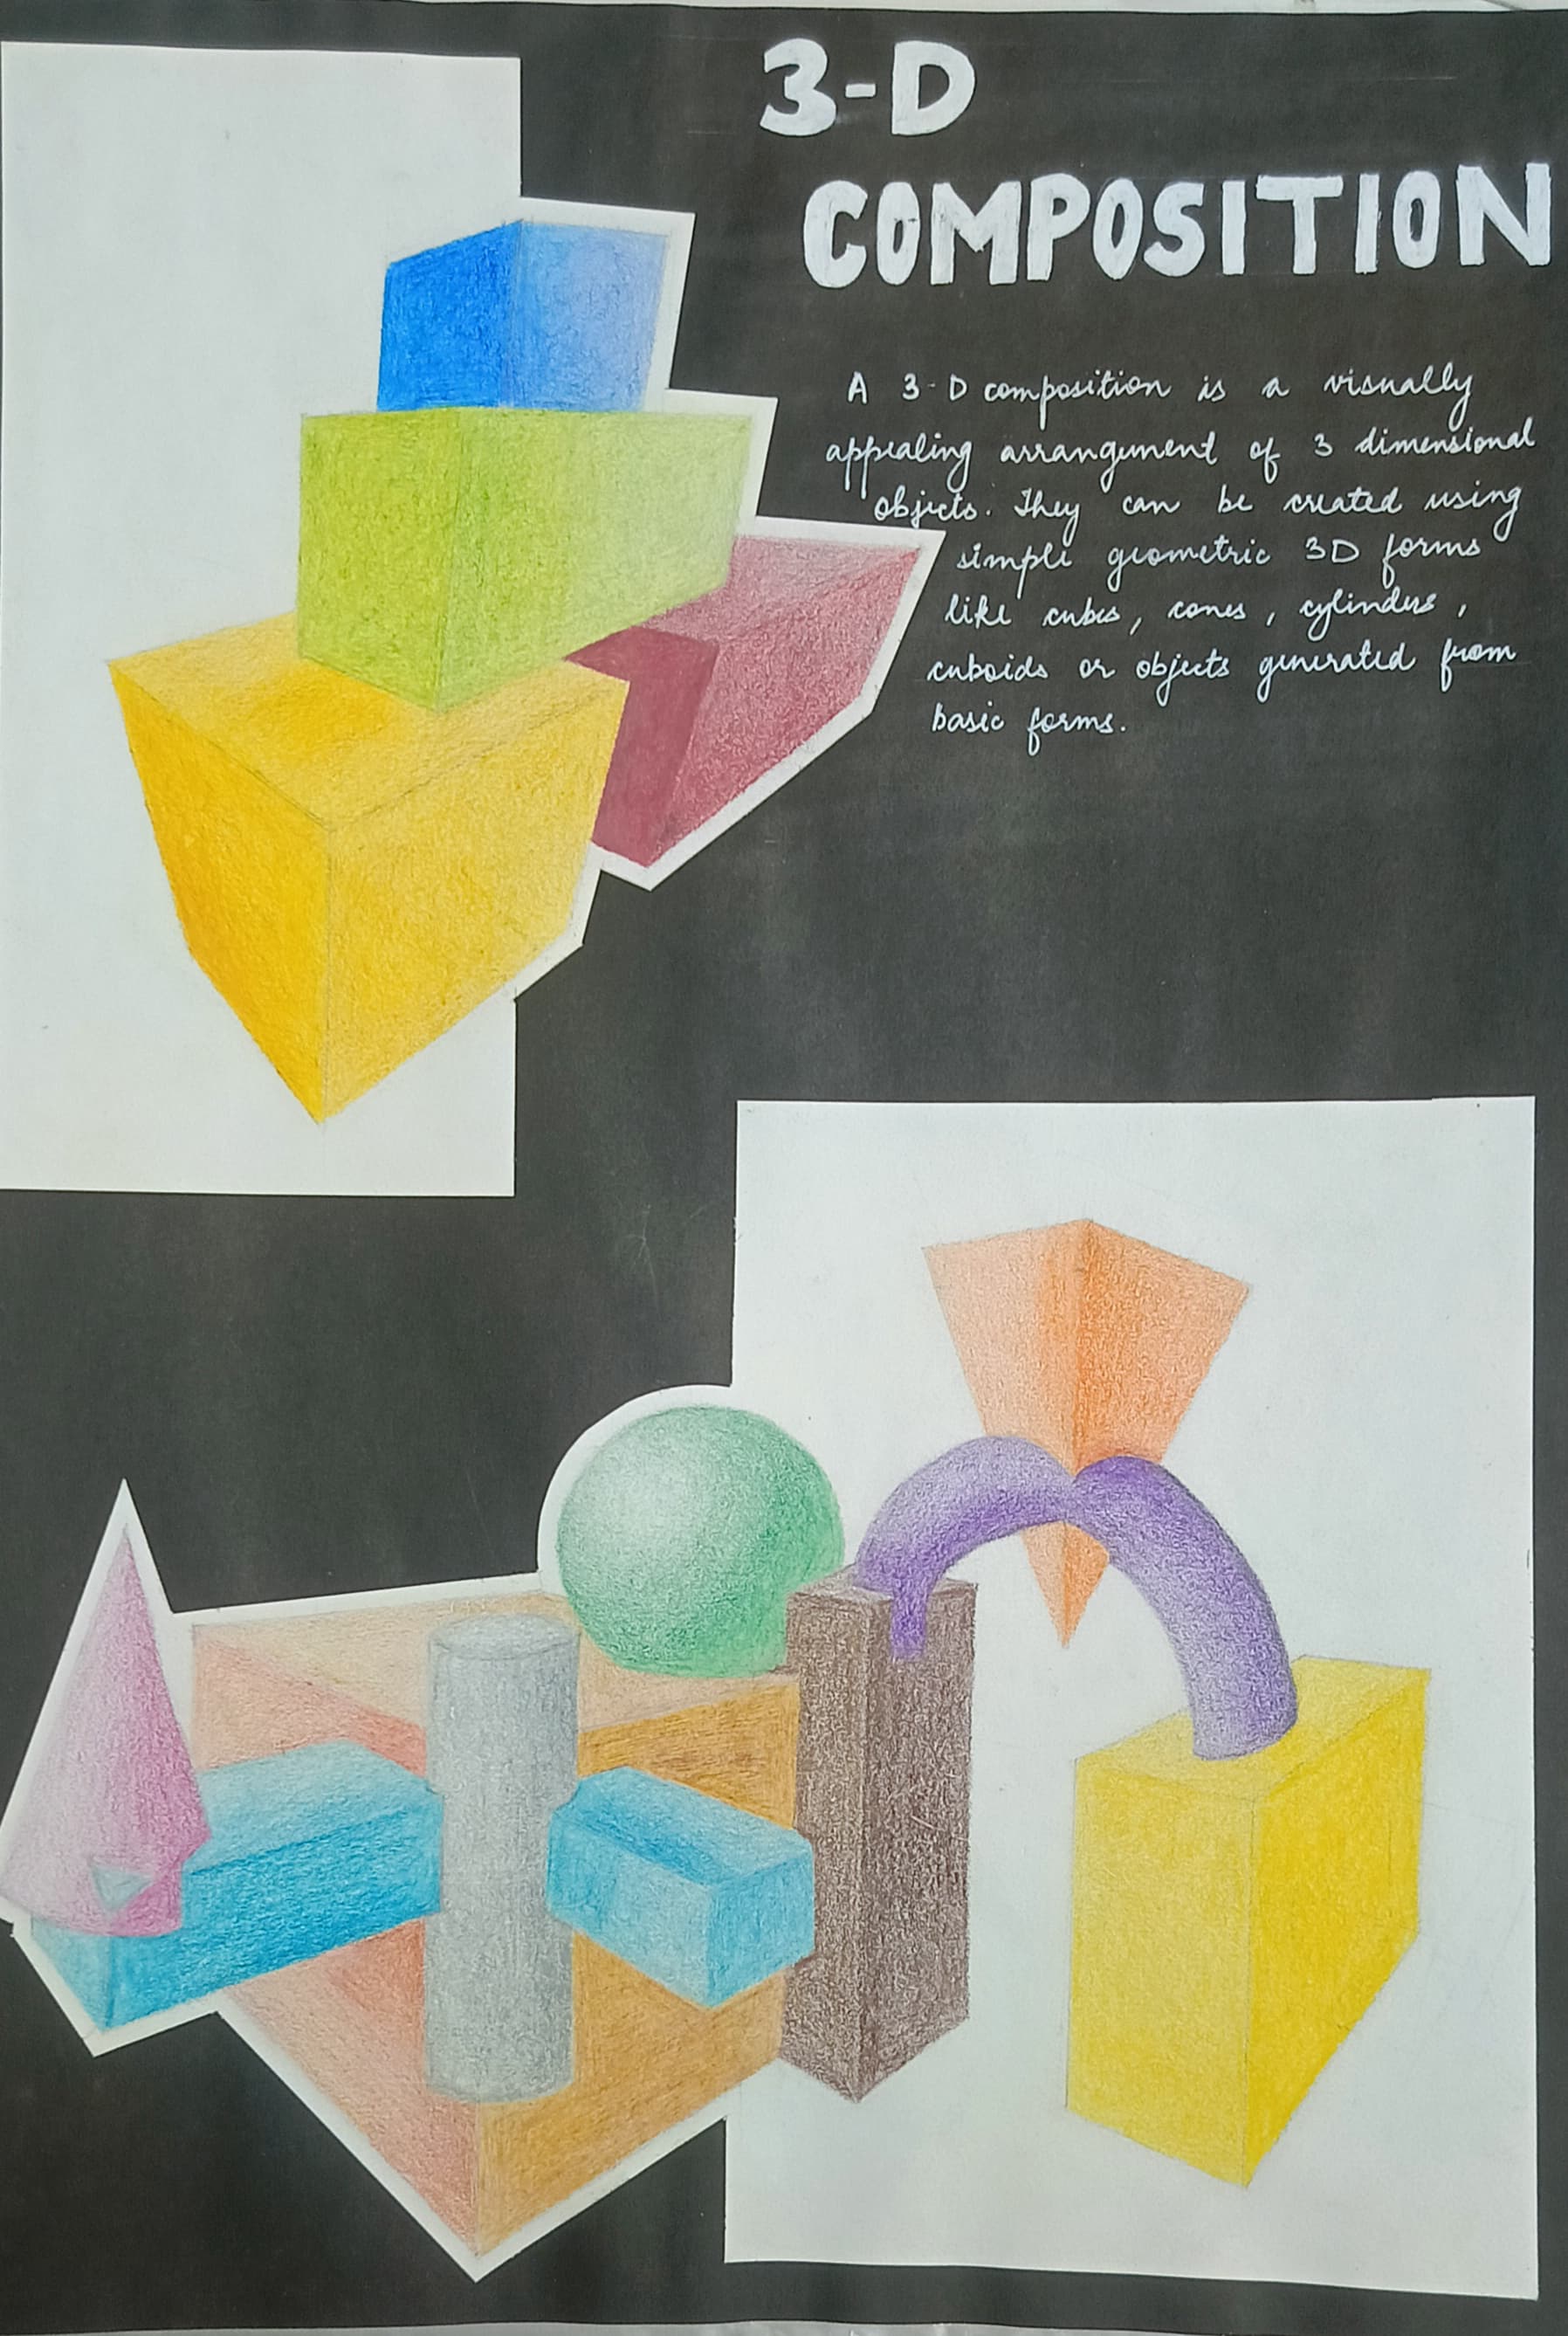 3-D
COMPOSITION
A 3-D composition is a visually
appealing arrangement of 3 dimensional
objects. They can be created using
simple geometric 3D forms
like cubes, cones, cylinders,
cuboids or objects generated from
basic forms.